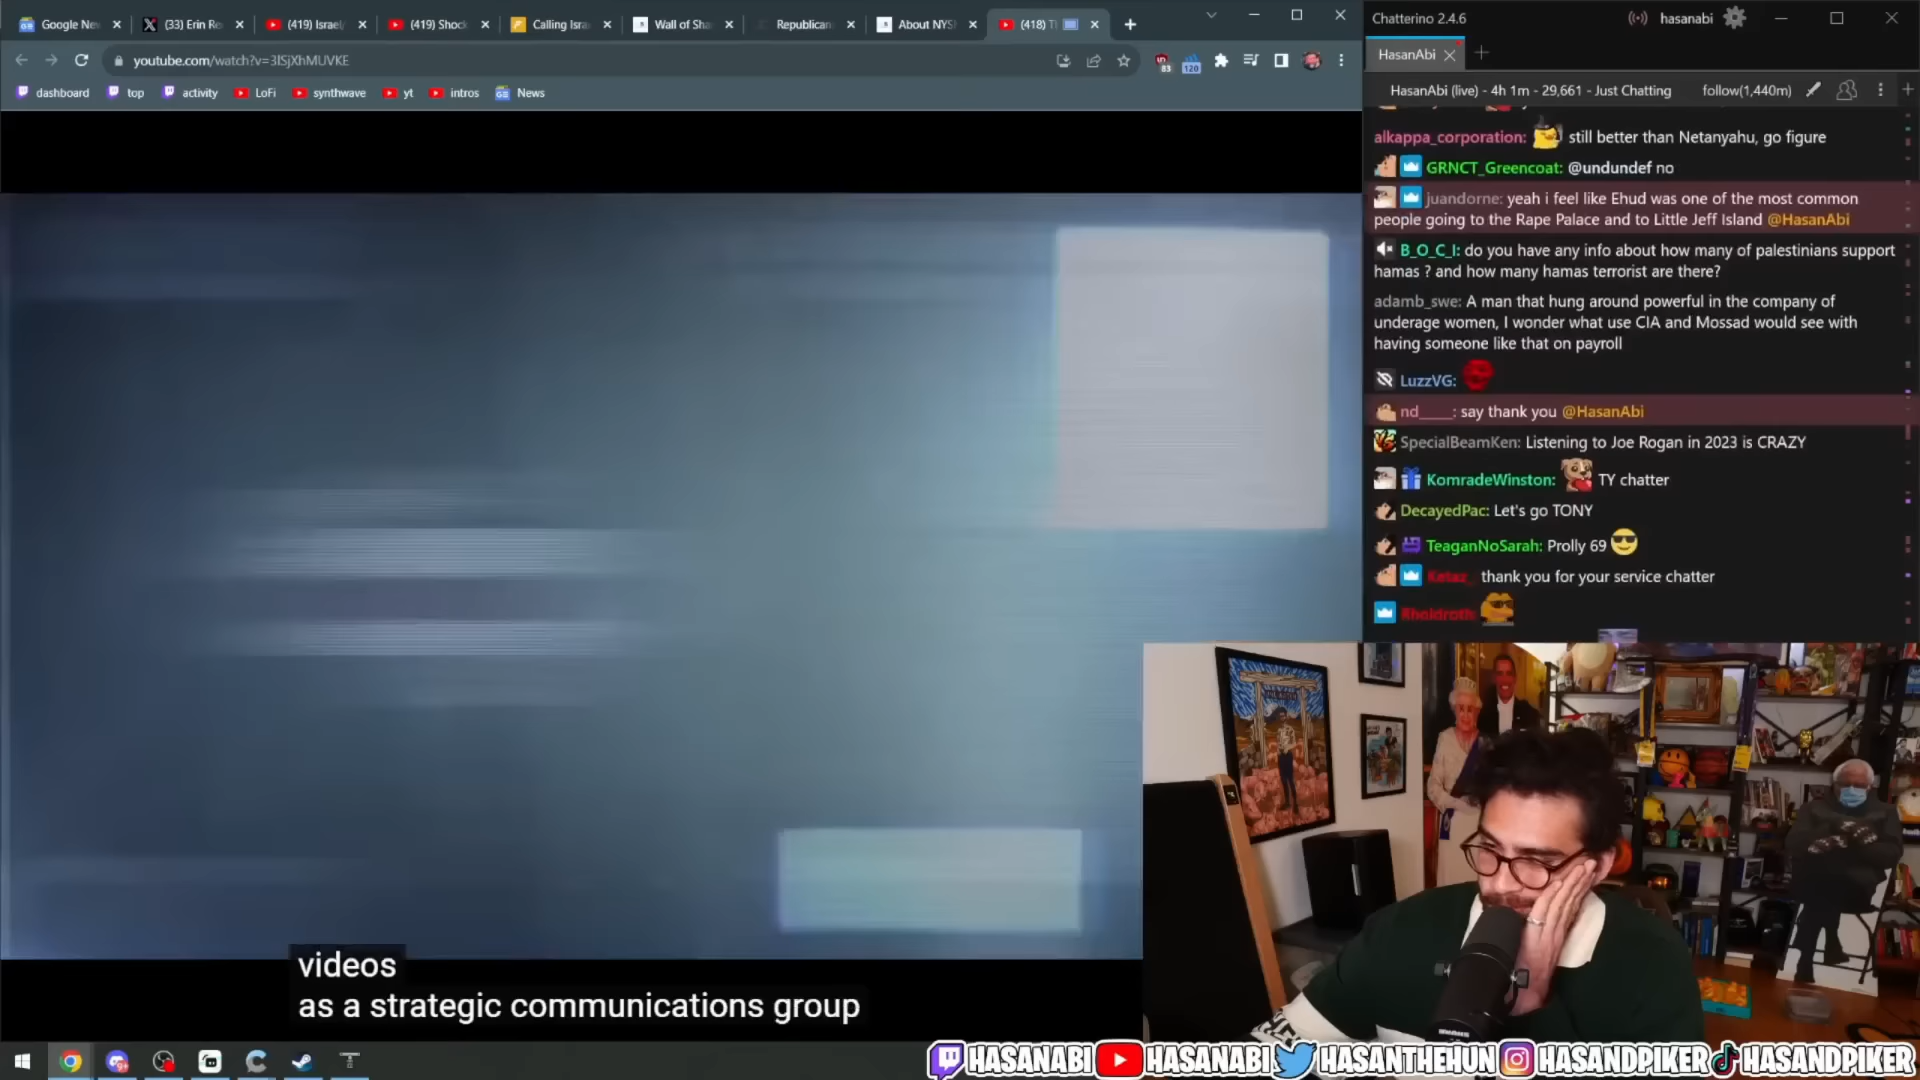 Google Nev
(33) Erin Ro
(419) Israel/
(419) Shock
Calling Isra
Wall of Sha
Republican
About NYS
(418) T
youtube.com/watch?v=3ISjXhMUVKE
83
120
dashboard
top
activity
LoFi
synthwave
yt
intros
News
videos
as a strategic communications group
Chatterino 2.4.6
hasanabi
HasanAbi
HasanAbi (live) - 4h 1m - 29,661 - Just Chatting
follow(1,440m)
alkappa_corporation: still better than Netanyahu, go figure
GRNCT_Greencoat: @undundef no
juandorne: yeah i feel like Ehud was one of the most common
people going to the Rape Palace and to Little Jeff Island @HasanAbi
B_O_C_I: do you have any info about how many of palestinians support
hamas ? and how many hamas terrorist are there?
adamb_swe: A man that hung around powerful in the company of
underage women, I wonder what use CIA and Mossad would see with
having someone like that on payroll
LuzzVG:
nd____: say thank you @HasanAbi
SpecialBeamKen: Listening to Joe Rogan in 2023 is CRAZY
KomradeWinston: TY chatter
DecayedPac: Let's go TONY
TeaganNoSarah: Prolly 69
thank you for your service chatter
HASANABI
HASANABI
HASANTHEHUN
HASANDPIKER
HASANDPIKER